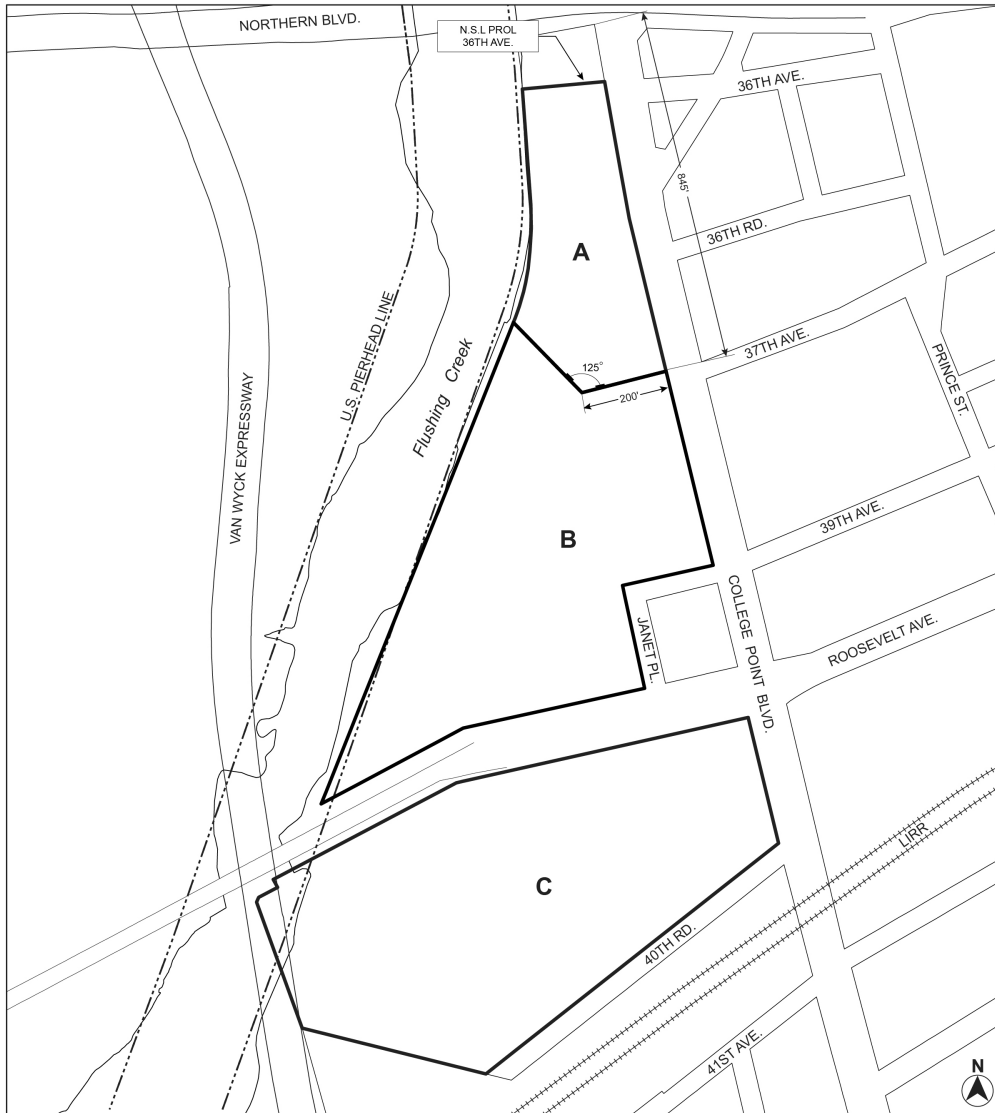 NORTHERN BLVD.
N.S.L PROL
36TH AVE.
36TH AVE.
845'
36TH RD.
A
U.S. PIERHEAD LINE
Flushing Creek
37TH AVE.
PRINCE ST.
125°
200'
VAN WYCK EXPRESSWAY
39TH AVE.
B
COLLEGE POINT BLVD.
JANET PL.
ROOSEVELT AVE.
LIRR
C
40TH RD.
41ST AVE.
N